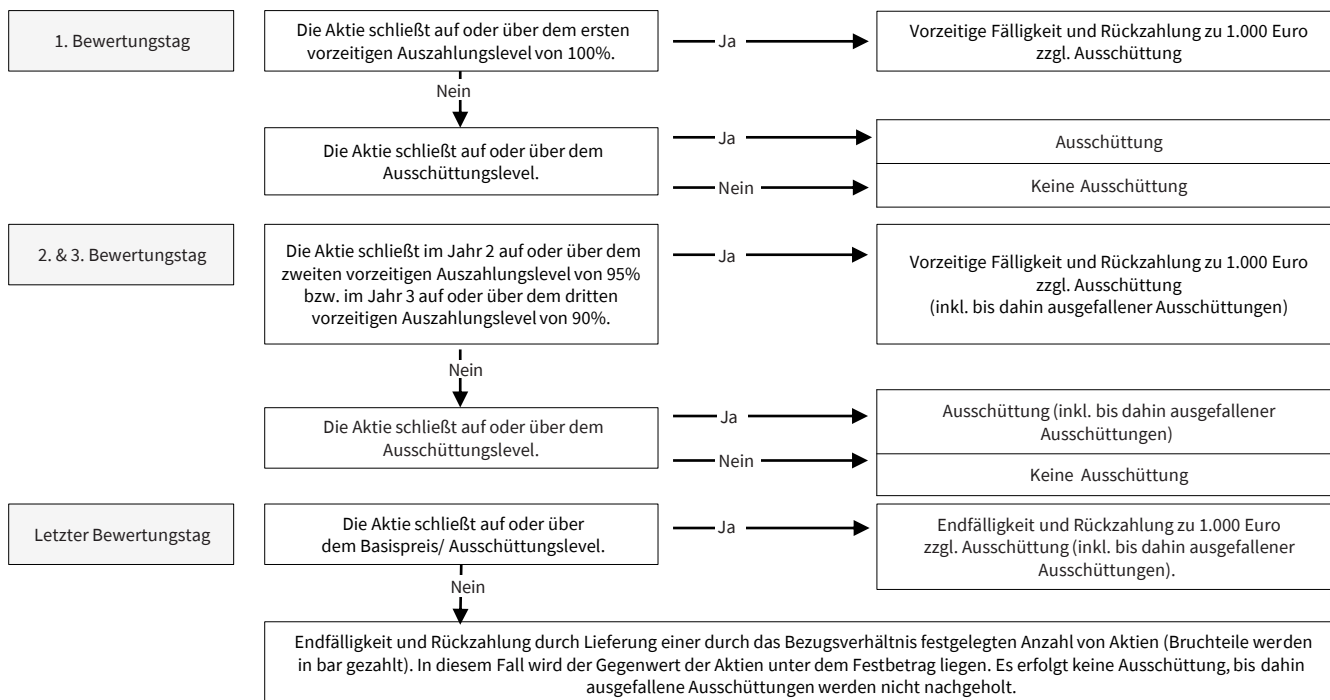 1. Bewertungstag
Die Aktie schließt auf oder über dem ersten
vorzeitigen Auszahlungslevel von 100%.
Ja
Vorzeitige Fälligkeit und Rückzahlung zu 1.000 Euro
zzgl. Ausschüttung
Nein
Die Aktie schließt auf oder über dem
Ausschüttungslevel.
Ja
Ausschüttung
Nein
Keine Ausschüttung
2. & 3. Bewertungstag
Die Aktie schließt im Jahr 2 auf oder über dem
zweiten vorzeitigen Auszahlungslevel von 95%
bzw. im Jahr 3 auf oder über dem dritten
vorzeitigen Auszahlungslevel von 90%.
Ja
Vorzeitige Fälligkeit und Rückzahlung zu 1.000 Euro
zzgl. Ausschüttung
(inkl. bis dahin ausgefallener Ausschüttungen)
Nein
Die Aktie schließt auf oder über dem
Ausschüttungslevel.
Ja
Ausschüttung (inkl. bis dahin ausgefallener
Ausschüttungen)
Nein
Keine Ausschüttung
Letzter Bewertungstag
Die Aktie schließt auf oder über
dem Basispreis/ Ausschüttungslevel.
Ja
Endfälligkeit und Rückzahlung zu 1.000 Euro
zzgl. Ausschüttung (inkl. bis dahin ausgefallener
Ausschüttungen).
Nein
Endfälligkeit und Rückzahlung durch Lieferung einer durch das Bezugsverhältnis festgelegten Anzahl von Aktien (Bruchteile werden
in bar gezahlt). In diesem Fall wird der Gegenwert der Aktien unter dem Festbetrag liegen. Es erfolgt keine Ausschüttung, bis dahin
ausgefallene Ausschüttungen werden nicht nachgeholt.